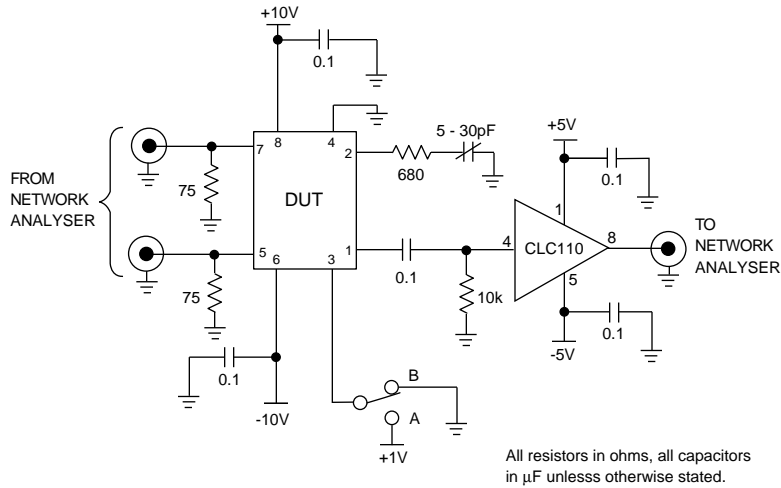 +10V
0.1
5 - 30pF
+5V
7
8
4
2
680
0.1
FROM
NETWORK
ANALYSER
75
DUT
1
TO
NETWORK
ANALYSER
4
CLC110
8
5
6
3
1
0.1
10k
5
75
0.1
0.1
-5V
-10V
B
A
+1V
All resistors in ohms, all capacitors
in μF unlesss otherwise stated.